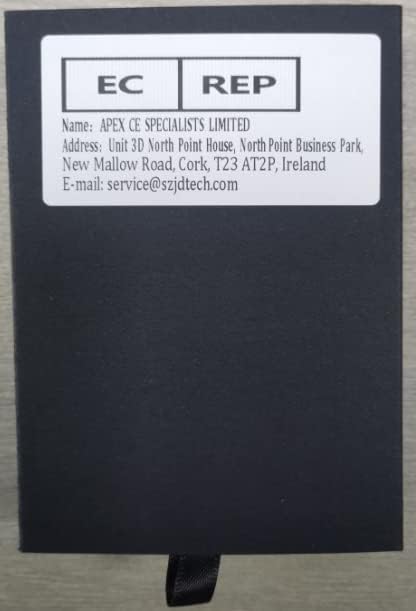 EC REP
Name: APEX CE SPECIALISTS LIMITED
Address: Unit 3D North Point House, North Point Business Park,
New Mallow Road, Cork, T23 AT2P, Ireland
E-mail: service@szjdtech.com